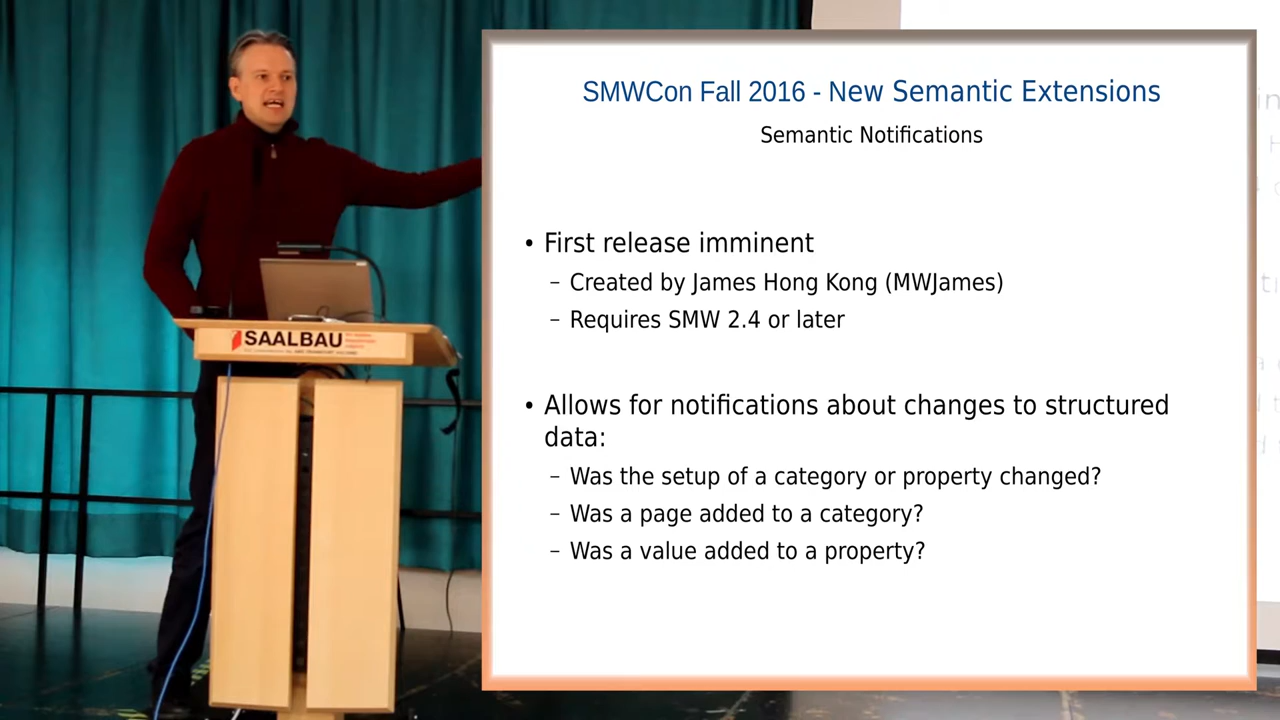 SMWCon Fall 2016 - New Semantic Extensions
Semantic Notifications
• First release imminent
– Created by James Hong Kong (MWJames)
– Requires SMW 2.4 or later
• Allows for notifications about changes to structured
data:
– Was the setup of a category or property changed?
– Was a page added to a category?
– Was a value added to a property?
SAALBAU